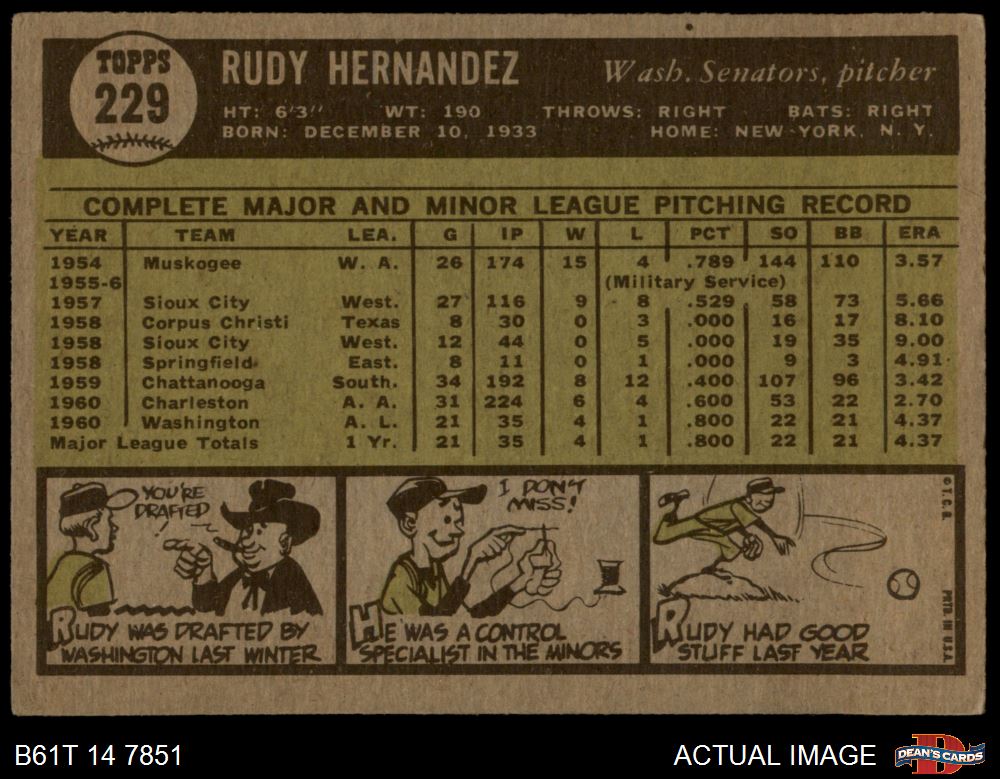 TOPPS
229
RUDY HERNANDEZ
Wash. Senators, pitcher
HT: 6'3" WT: 190 THROWS: RIGHT BATS: RIGHT
BORN: DECEMBER 10, 1933 HOME: NEW YORK, N. Y.
COMPLETE MAJOR AND MINOR LEAGUE PITCHING RECORD
YEAR TEAM LEA. G IP W L PCT SO BB ERA
1954 Muskogee W. A. 26 174 15 4 .789 144 110 3.57
1955-6 (Military Service)
1957 Sioux City West. 27 116 9 8 .529 58 73 5.66
1958 Corpus Christi Texas 8 30 0 3 .000 16 17 8.10
1958 Sioux City West. 12 44 0 5 .000 19 35 9.00
1958 Springfield East. 8 11 0 1 .000 9 3 4.91
1959 Chattanooga South. 34 192 8 12 .400 107 96 3.42
1960 Charleston A. A. 31 224 6 4 .600 53 22 2.70
1960 Washington A. L. 21 35 4 1 .800 22 21 4.37
Major League Totals 1 Yr. 21 35 4 1 .800 22 21 4.37
YOU'RE
DRAFTED
!
RUDY WAS DRAFTED BY
WASHINGTON LAST WINTER
I DON'T
MISS!
HE WAS A CONTROL
SPECIALIST IN THE MINORS
RUDY HAD GOOD
STUFF LAST YEAR
© T.C.G.
PRTD. IN U.S.A.
B61T 14 7851
ACTUAL IMAGE
D
DEAN'S CARDS